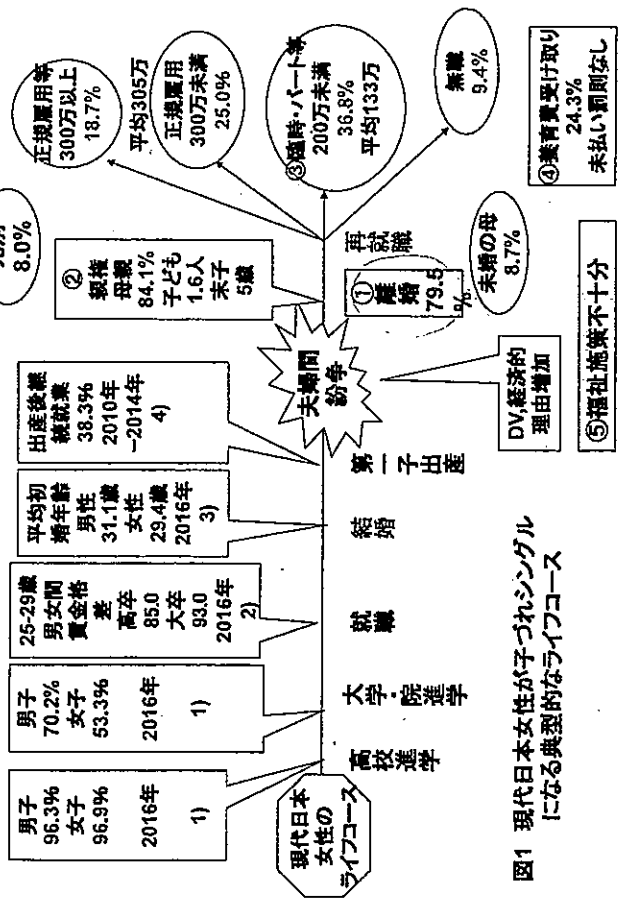 男子
96.3%
女子
96.9%
2016年
1)
男子
70.2%
女子
53.3%
2016年
1)
25-29歳
男女間
賃金格
差
高卒
85.0
大卒
93.0
2016年
2)
平均初
婚年齢
男性
31.1歳
女性
29.4歳
2016年
3)
出産後継
続就業
38.3%
2010年
-2014年
4)
②
親権
母親
84.1%
子ども
1.6人
末子
5歳
8.0%
正規雇用等
300万以上
18.7%
平均305万
正規雇用
300万未満
25.0%
③臨時・パート等
200万未満
36.8%
平均133万
無職
9.4%
現代日本
女性の
ライフコース
高校進学
大学・院進学
就職
結婚
第一子出産
夫婦間
紛争
①
離婚
79.5
%
再就職
未婚の母
8.7%
DV,経済的
理由増加
④養育費受け取り
24.3%
未払い罰則なし
⑤福祉施策不十分
図1 現代日本女性が子づれシングル
になる典型的なライフコース